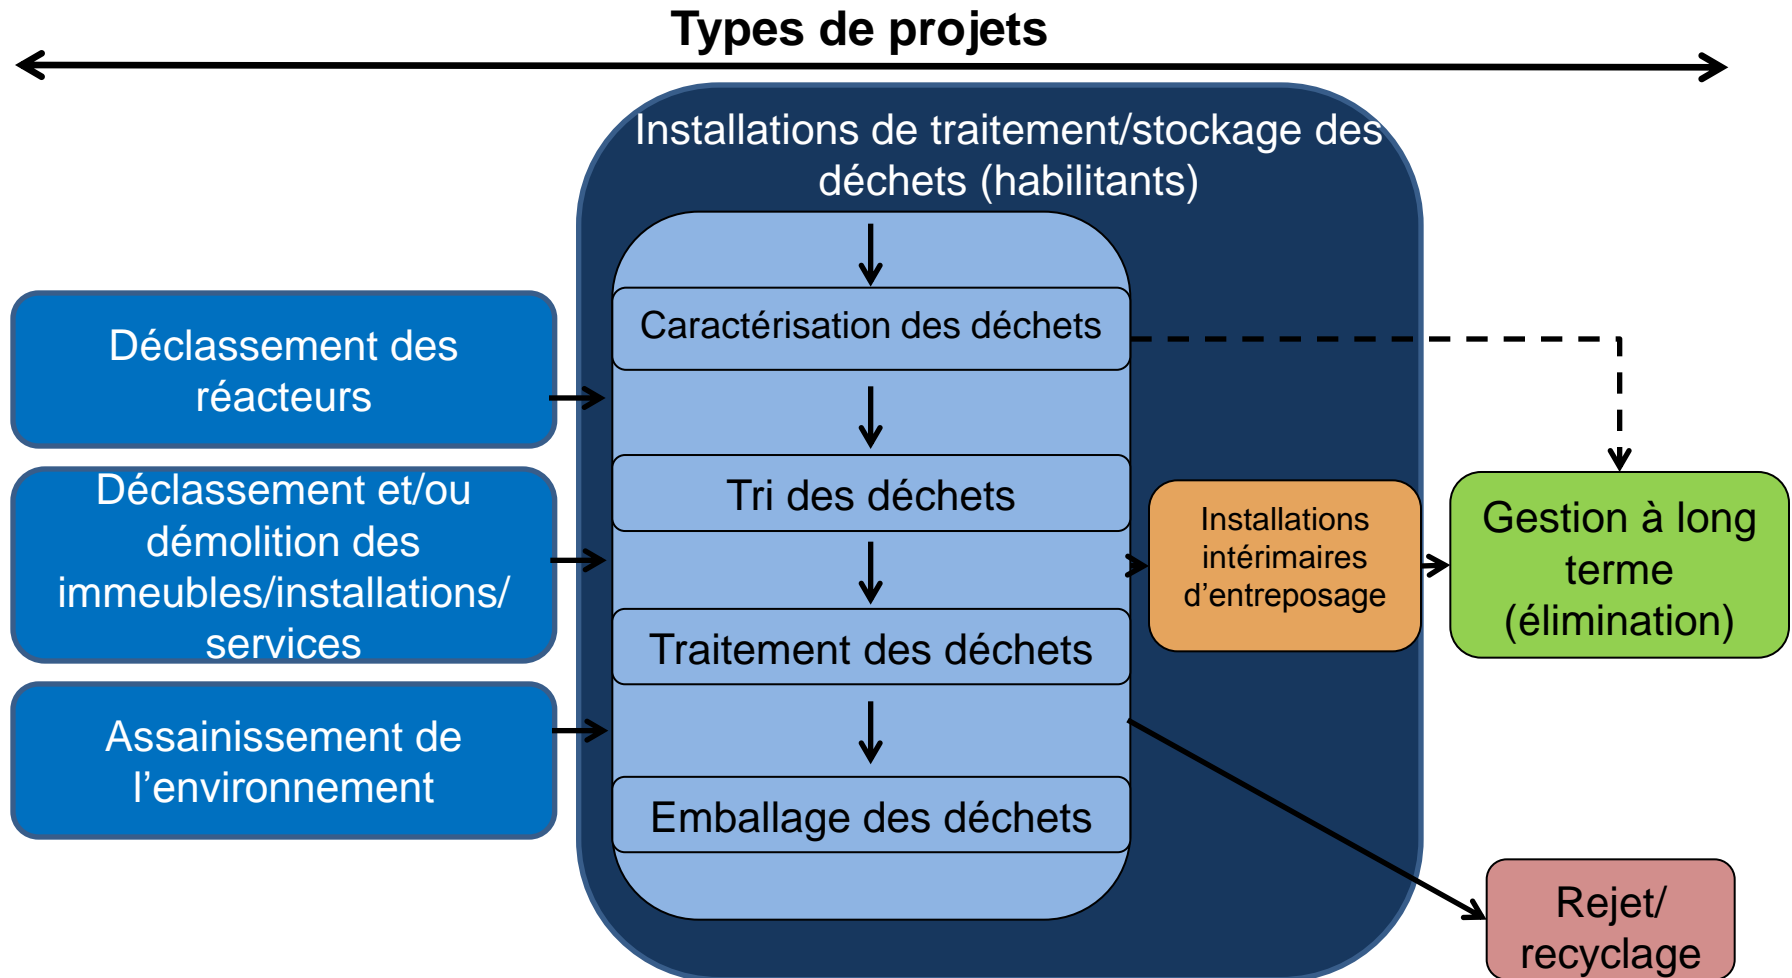 Types de projets
Installations de traitement/stockage des
déchets (habilitants)
Déclassement des
réacteurs
Déclassement et/ou
démolition des
immeubles/installations/
services
Assainissement de
l’environnement
Caractérisation des déchets
Tri des déchets
Traitement des déchets
Emballage des déchets
Installations
intérimaires
d’entreposage
Gestion à long
terme
(élimination)
Rejet/
recyclage